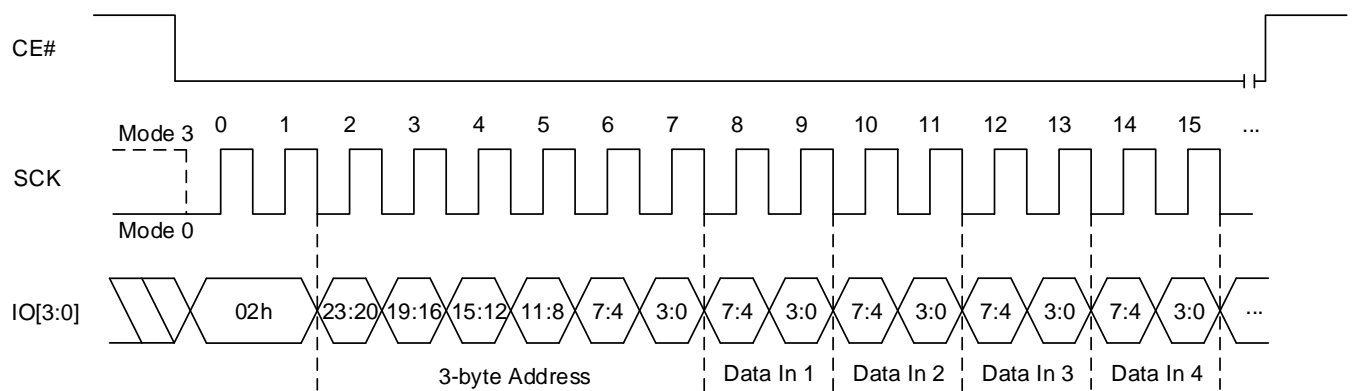 CE#
Mode 3 0 1 2 3 4 5 6 7 8 9 10 11 12 13 14 15 ...
SCK
Mode 0
IO[3:0] 02h 23:20 19:16 15:12 11:8 7:4 3:0 7:4 3:0 7:4 3:0 7:4 3:0 7:4 3:0 ...
3-byte Address Data In 1 Data In 2 Data In 3 Data In 4